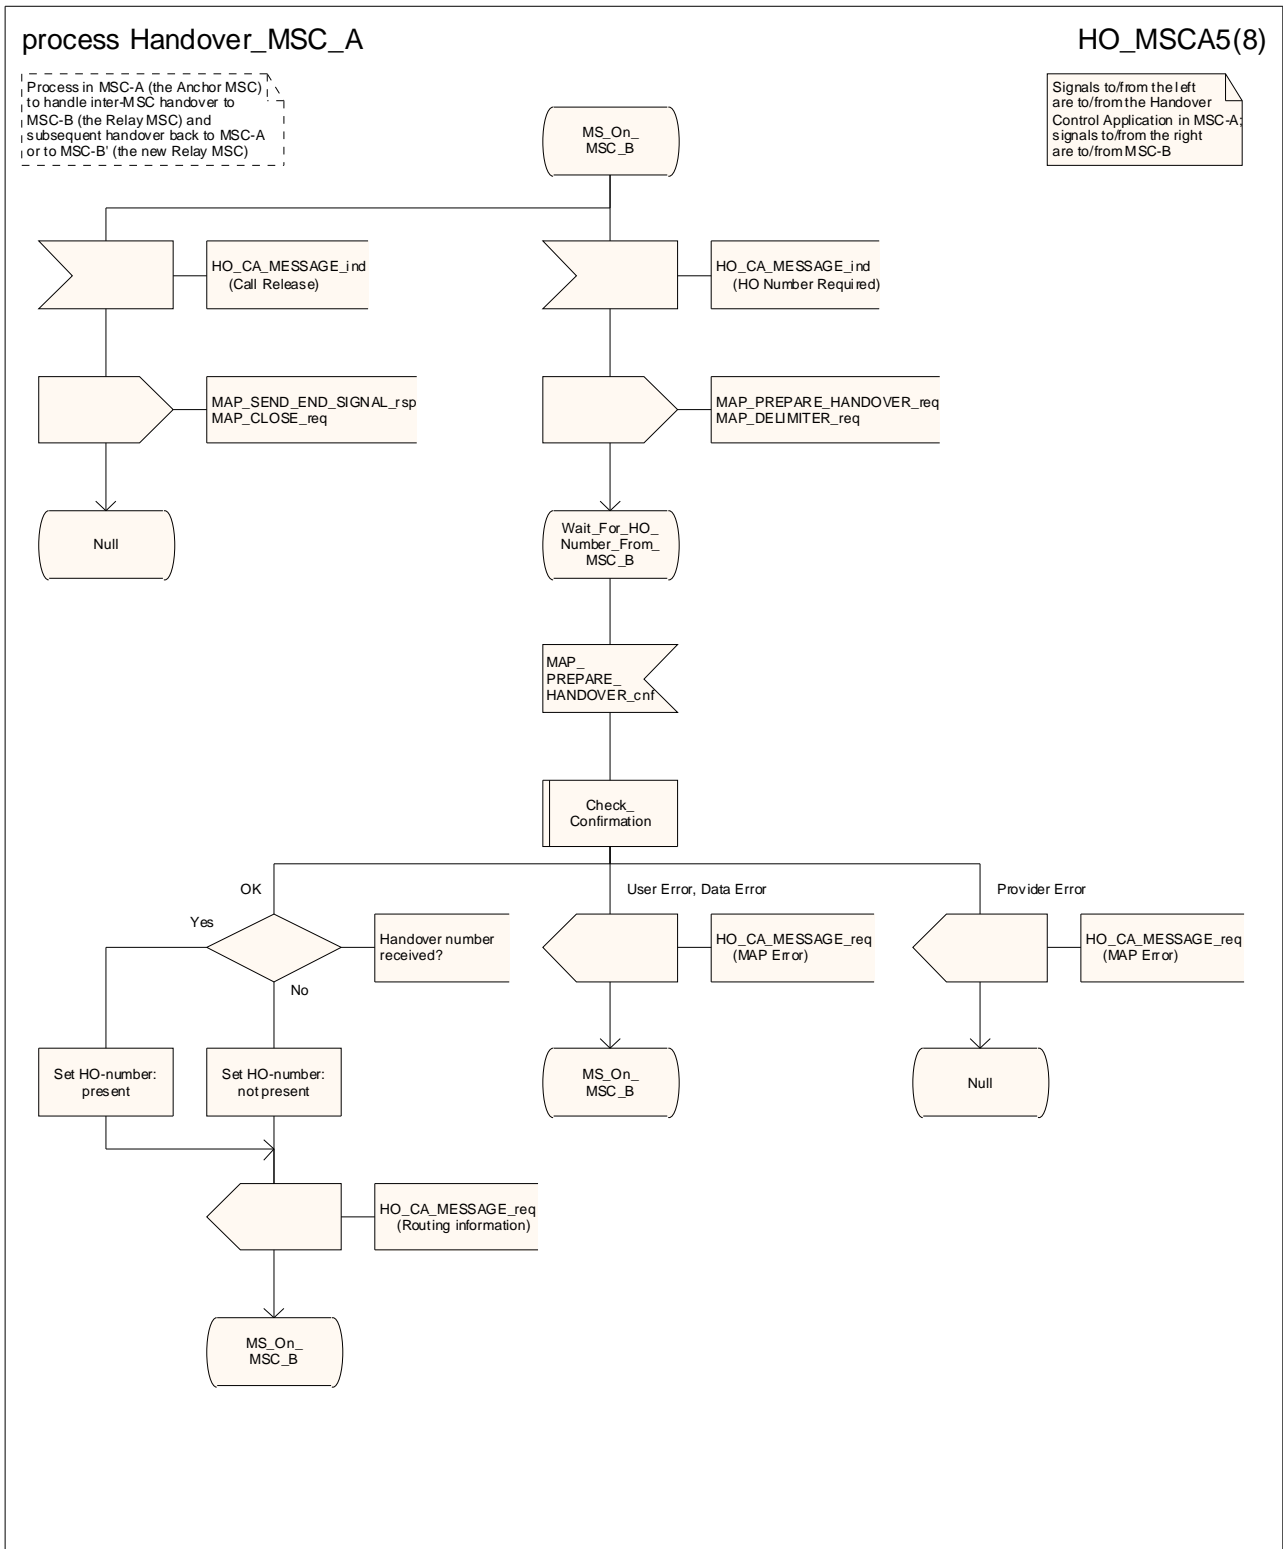 process Handover_MSC_A
HO_MSCA5(8)
Process in MSC-A (the Anchor MSC)
to handle inter-MSC handover to
MSC-B (the Relay MSC) and
subsequent handover back to MSC-A
or to MSC-B' (the new Relay MSC)
Signals to/from the left
are to/from the Handover
Control Application in MSC-A;
signals to/from the right
are to/from MSC-B
MS_On_
MSC_B
HO_CA_MESSAGE_ind
(Call Release)
HO_CA_MESSAGE_ind
(HO Number Required)
MAP_SEND_END_SIGNAL_rsp
MAP_CLOSE_req
MAP_PREPARE_HANDOVER_req
MAP_DELIMITER_req
Null
Wait_For_HO_
Number_From_
MSC_B
MAP_
PREPARE_
HANDOVER_cnf
Check_
Confirmation
OK
User Error, Data Error
Provider Error
Yes
Handover number
received?
No
HO_CA_MESSAGE_req
(MAP Error)
HO_CA_MESSAGE_req
(MAP Error)
Set HO-number:
present
Set HO-number:
not present
MS_On_
MSC_B
Null
HO_CA_MESSAGE_req
(Routing information)
MS_On_
MSC_B